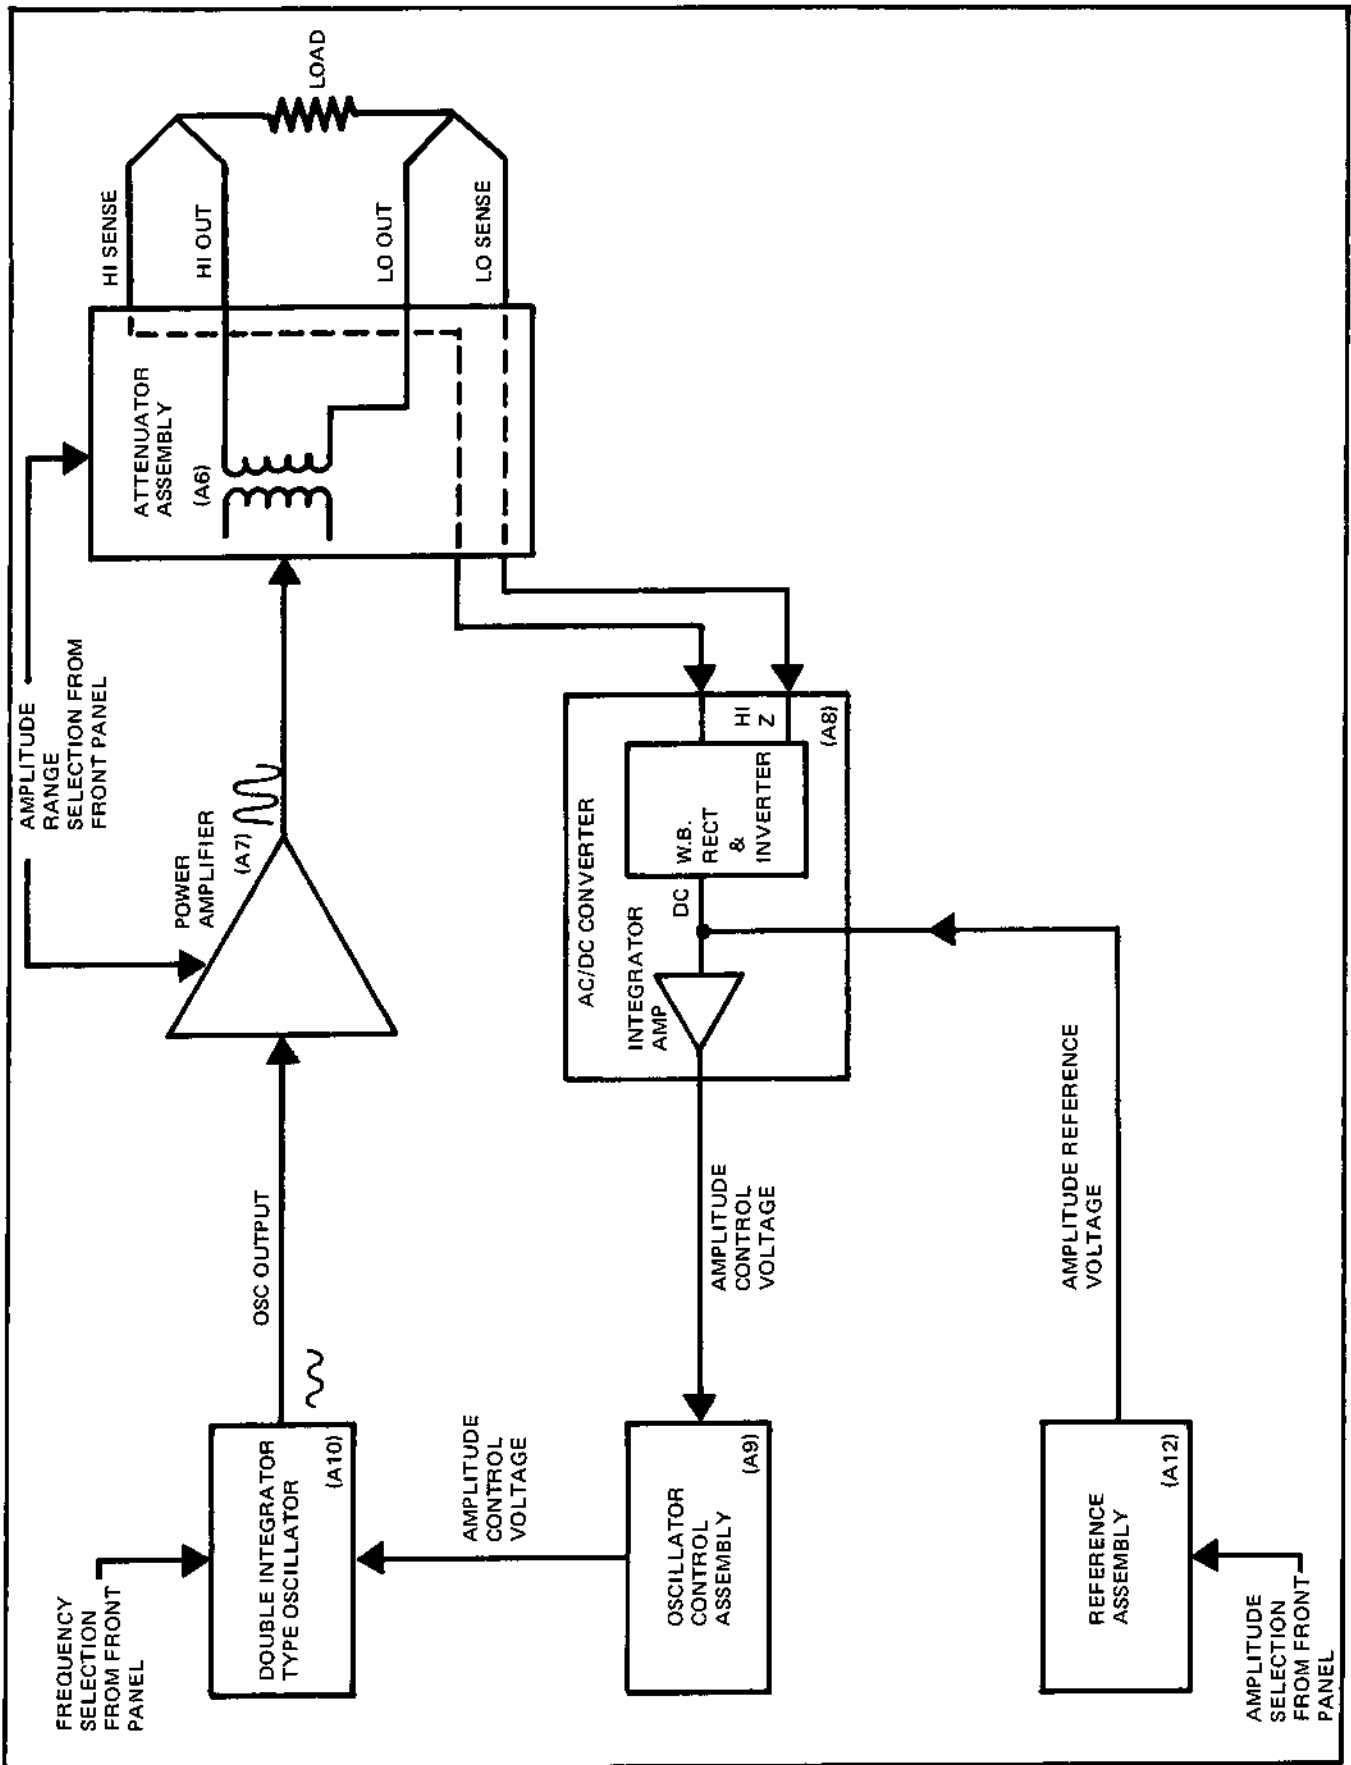 FREQUENCY
SELECTION
FROM FRONT
PANEL
DOUBLE INTEGRATOR
TYPE OSCILLATOR
(A10)
OSC OUTPUT
AMPLITUDE
RANGE
SELECTION FROM
FRONT PANEL
POWER
AMPLIFIER
(A7)
ATTENUATOR
ASSEMBLY
(A6)
HI SENSE
HI OUT
LO OUT
LO SENSE
LOAD
AMPLITUDE
CONTROL
VOLTAGE
OSCILLATOR
CONTROL
ASSEMBLY
(A9)
AMPLITUDE
CONTROL
VOLTAGE
AC/DC CONVERTER
INTEGRATOR
AMP
DC
W.B.
RECT
&
INVERTER
HI
Z
(A8)
AMPLITUDE REFERENCE
VOLTAGE
REFERENCE
ASSEMBLY
(A12)
AMPLITUDE
SELECTION
FROM FRONT
PANEL